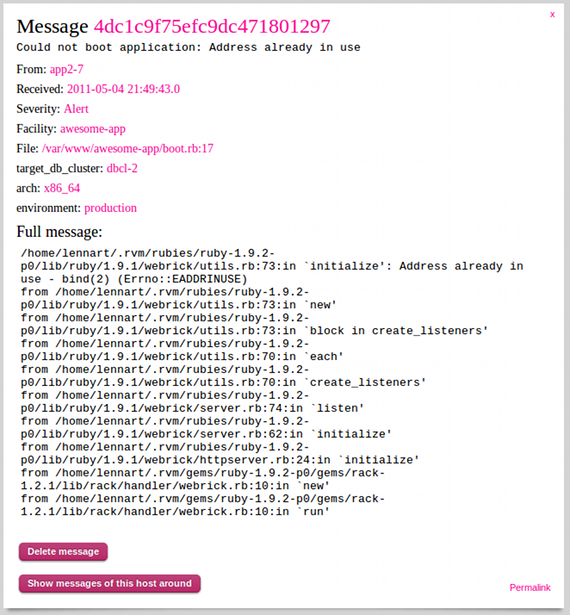 x
Message 4dc1c9f75efc9dc471801297
Could not boot application: Address already in use
From: app2-7
Received: 2011-05-04 21:49:43.0
Severity: Alert
Facility: awesome-app
File: /var/www/awesome-app/boot.rb:17
target_db_cluster: dbcl-2
arch: x86_64
environment: production
Full message:
/home/lennart/.rvm/rubies/ruby-1.9.2-
p0/lib/ruby/1.9.1/webrick/utils.rb:73:in `initialize': Address already in
use - bind(2) (Errno::EADDRINUSE)
from /home/lennart/.rvm/rubies/ruby-1.9.2-
p0/lib/ruby/1.9.1/webrick/utils.rb:73:in `new'
from /home/lennart/.rvm/rubies/ruby-1.9.2-
p0/lib/ruby/1.9.1/webrick/utils.rb:73:in `block in create_listeners'
from /home/lennart/.rvm/rubies/ruby-1.9.2-
p0/lib/ruby/1.9.1/webrick/utils.rb:70:in `each'
from /home/lennart/.rvm/rubies/ruby-1.9.2-
p0/lib/ruby/1.9.1/webrick/utils.rb:70:in `create_listeners'
from /home/lennart/.rvm/rubies/ruby-1.9.2-
p0/lib/ruby/1.9.1/webrick/server.rb:74:in `listen'
from /home/lennart/.rvm/rubies/ruby-1.9.2-
p0/lib/ruby/1.9.1/webrick/server.rb:62:in `initialize'
from /home/lennart/.rvm/rubies/ruby-1.9.2-
p0/lib/ruby/1.9.1/webrick/httpserver.rb:24:in `initialize'
from /home/lennart/.rvm/gems/ruby-1.9.2-p0/gems/rack-
1.2.1/lib/rack/handler/webrick.rb:10:in `new'
from /home/lennart/.rvm/gems/ruby-1.9.2-p0/gems/rack-
1.2.1/lib/rack/handler/webrick.rb:10:in `run'
Delete message
Show messages of this host around
Permalink